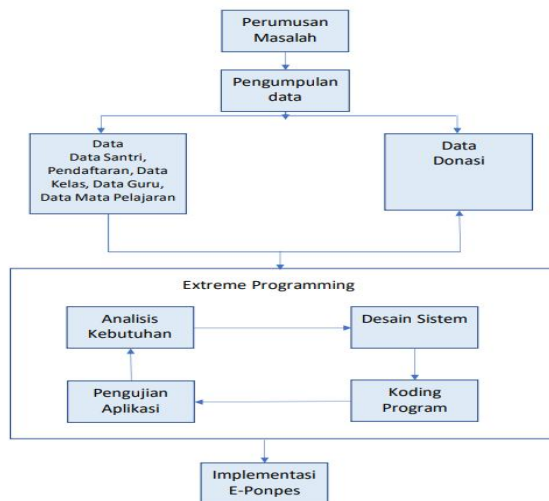 Perumusan
Masalah
Pengumpulan
data
Data
Data Santri,
Pendaftaran, Data
Kelas, Data Guru,
Data Mata Pelajaran
Data
Donasi
Extreme Programming
Analisis
Kebutuhan
Desain Sistem
Pengujian
Aplikasi
Koding
Program
Implementasi
E-Ponpes